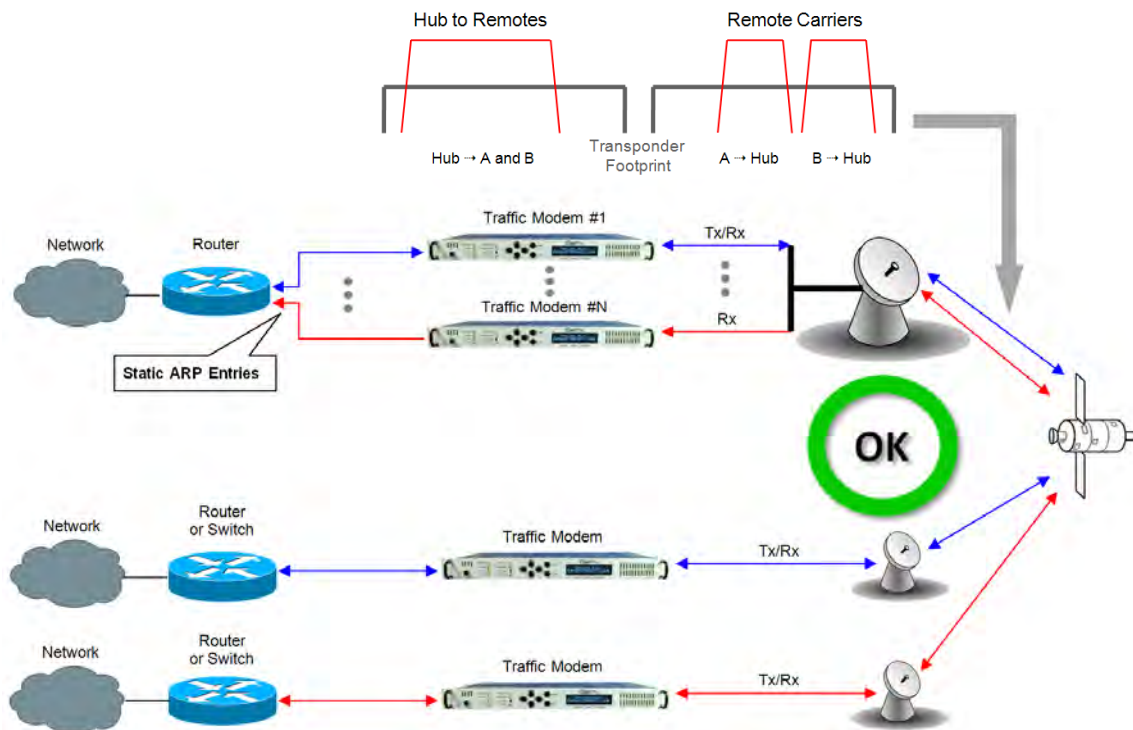 Hub to Remotes
Remote Carriers
Transponder
Footprint
Hub → A and B
A → Hub
B → Hub
Traffic Modem #1
Network
Router
Tx/Rx
Traffic Modem #N
Rx
Static ARP Entries
OK
Network
Router
or Switch
Traffic Modem
Tx/Rx
Network
Router
or Switch
Traffic Modem
Tx/Rx